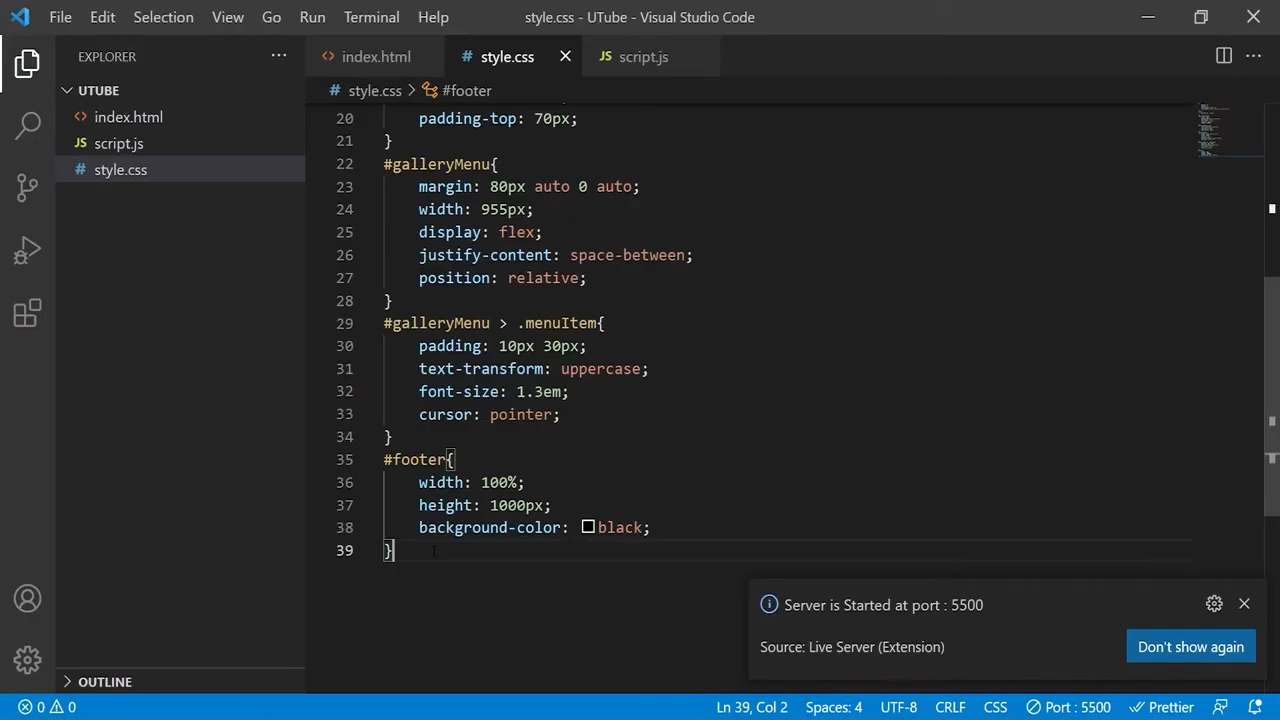 File Edit Selection View Go Run Terminal Help style.css - UTube - Visual Studio Code
EXPLORER
index.html
style.css
script.js
UTUBE
index.html
script.js
style.css
OUTLINE
style.css > #footer
20 padding-top: 70px;
21 }
22 #galleryMenu{
23 margin: 80px auto 0 auto;
24 width: 955px;
25 display: flex;
26 justify-content: space-between;
27 position: relative;
28 }
29 #galleryMenu > .menuItem{
30 padding: 10px 30px;
31 text-transform: uppercase;
32 font-size: 1.3em;
33 cursor: pointer;
34 }
35 #footer{
36 width: 100%;
37 height: 1000px;
38 background-color: black;
39 }
Server is Started at port : 5500
Source: Live Server (Extension)
Don't show again
0 0 Ln 39, Col 2 Spaces: 4 UTF-8 CRLF CSS Port : 5500 Prettier